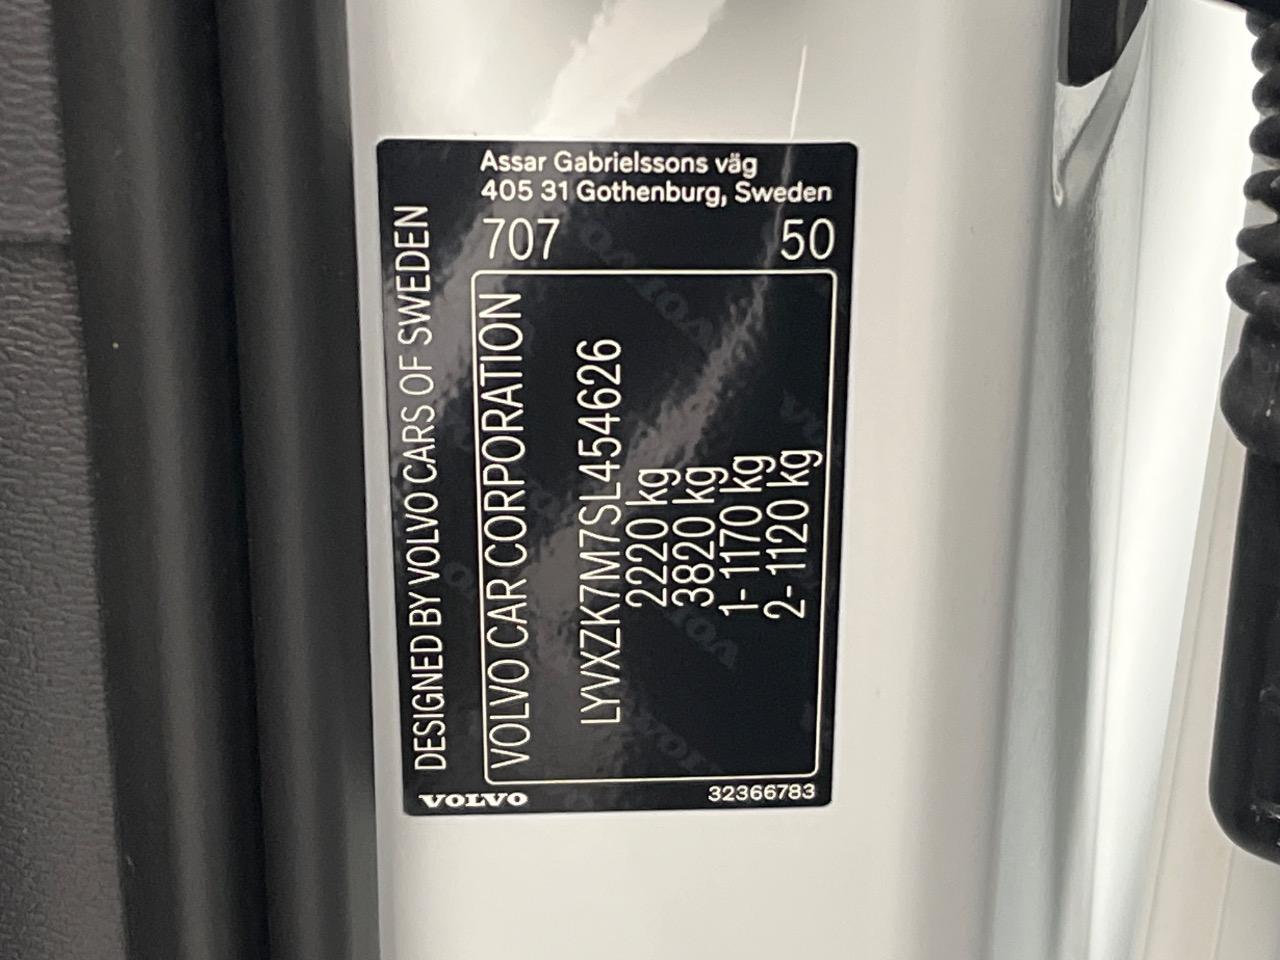 Assar Gabrielssons väg
405 31 Gothenburg, Sweden
707 50
DESIGNED BY VOLVO CARS OF SWEDEN
VOLVO CAR CORPORATION
LYVXZK7M7SL454626
2220 kg
3820 kg
1- 1170 kg
2- 1120 kg
VOLVO 32366783